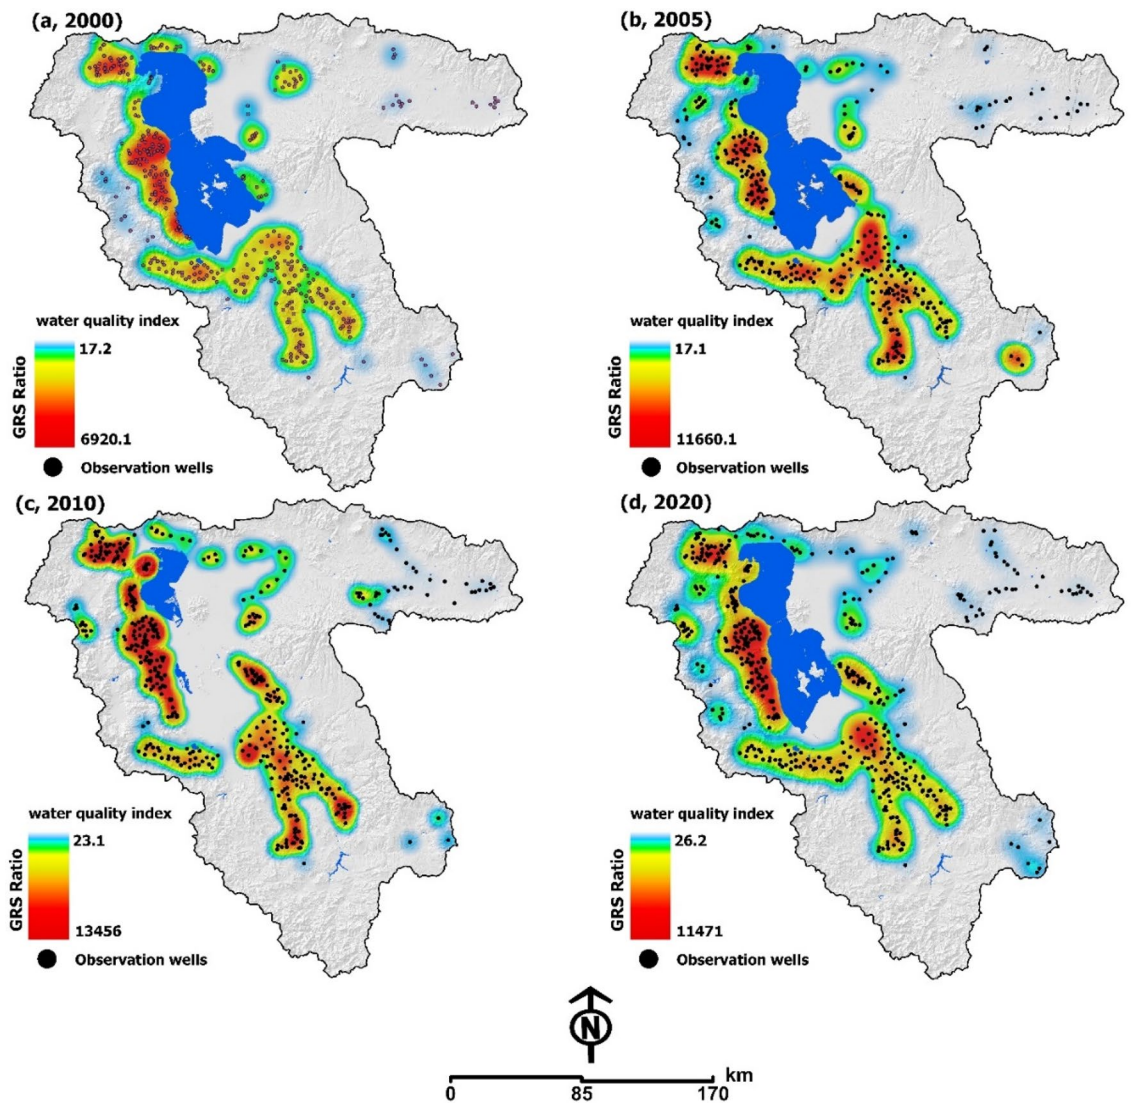 (a, 2000)
water quality index
17.2
GRS Ratio
6920.1
Observation wells
(b, 2005)
water quality index
17.1
GRS Ratio
11660.1
Observation wells
(c, 2010)
water quality index
23.1
GRS Ratio
13456
Observation wells
(d, 2020)
water quality index
26.2
GRS Ratio
11471
Observation wells
N
km
0 85 170